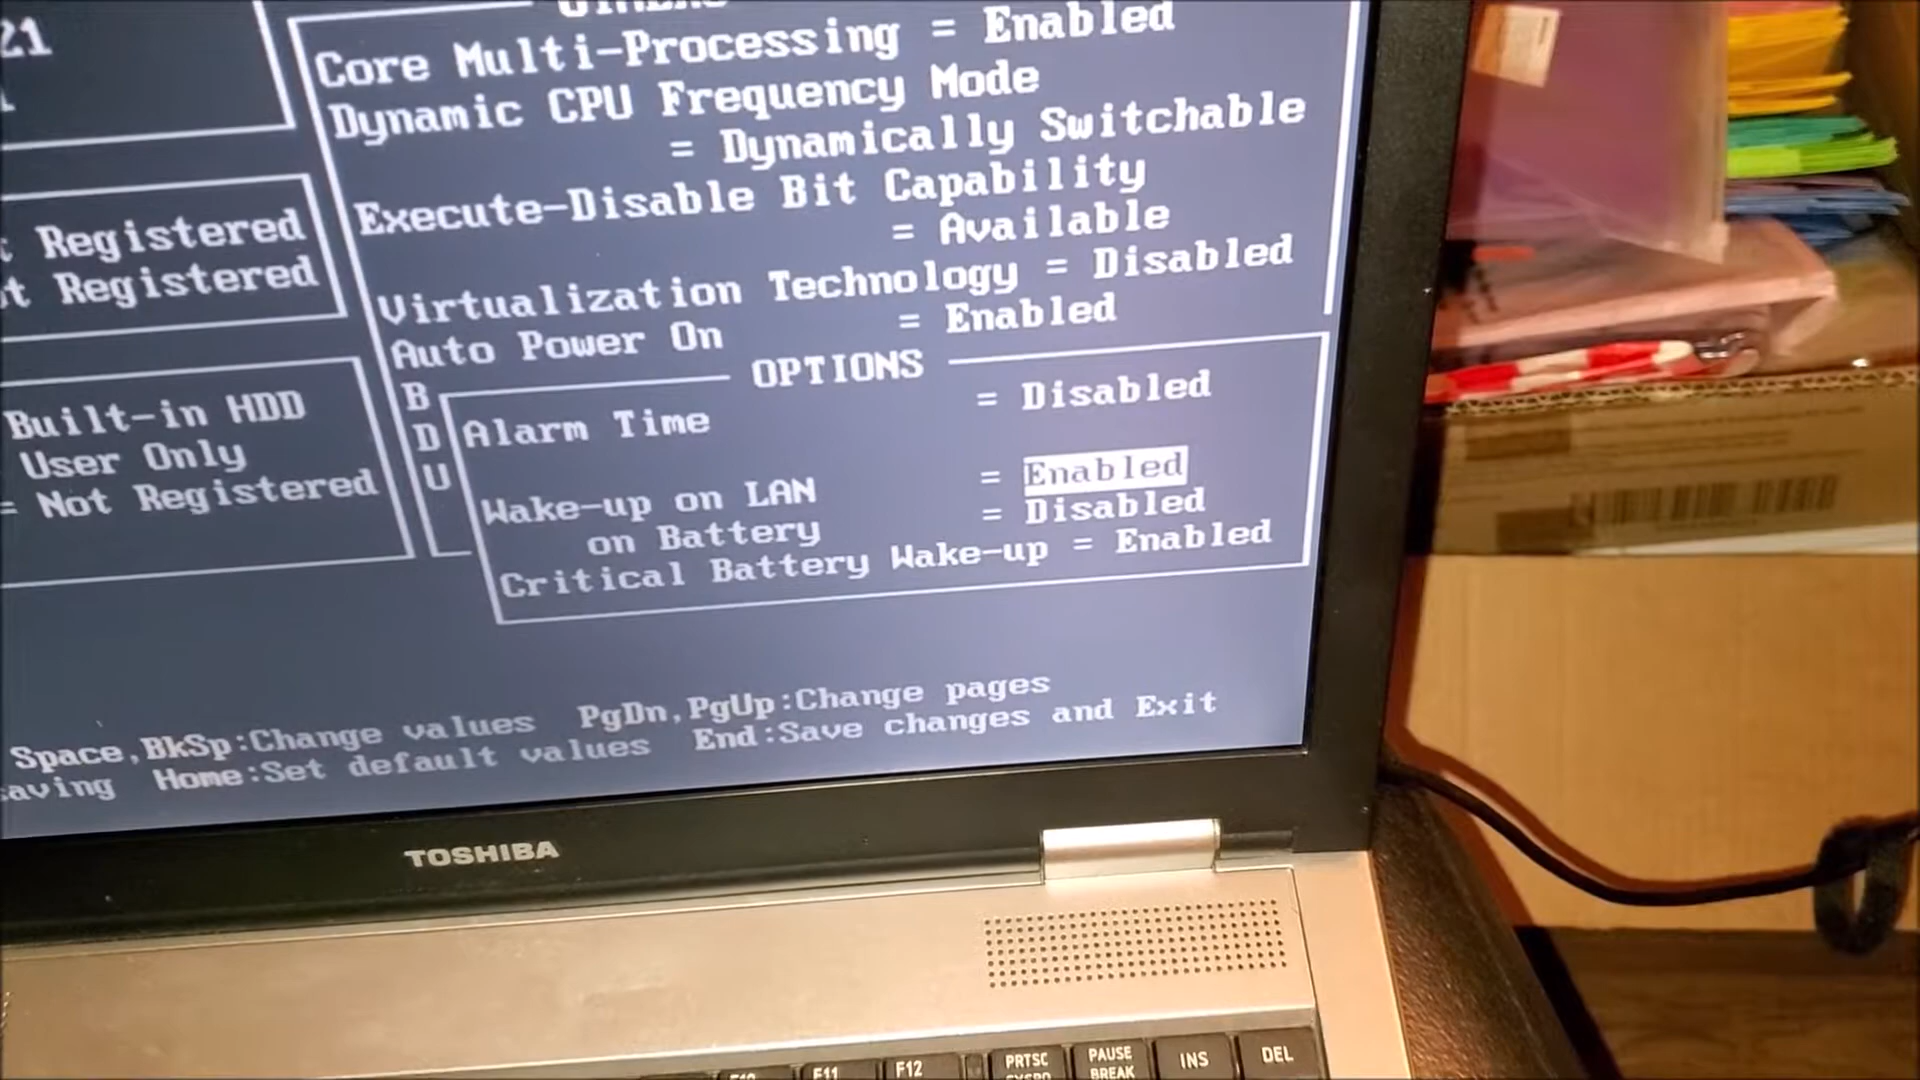 21
Registered
Registered
Built-in HDD
User Only
= Not Registered
OTHERS
Core Multi-Processing = Enabled
Dynamic CPU Frequency Mode
= Dynamically Switchable
Execute-Disable Bit Capability
= Available
Virtualization Technology = Disabled
Auto Power On = Enabled
B
D
U
OPTIONS
Alarm Time = Disabled
Wake-up on LAN = Enabled
on Battery = Disabled
Critical Battery Wake-up = Enabled
Space,BkSp:Change values PgDn,PgUp:Change pages
aving Home:Set default values End:Save changes and Exit
TOSHIBA
F11
F12
PRTSC
PAUSE
BREAK
INS
DEL